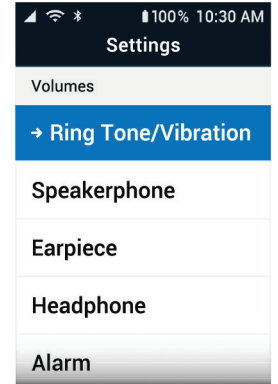 100% 10:30 AM
Settings
Volumes
→ Ring Tone/Vibration
Speakerphone
Earpiece
Headphone
Alarm